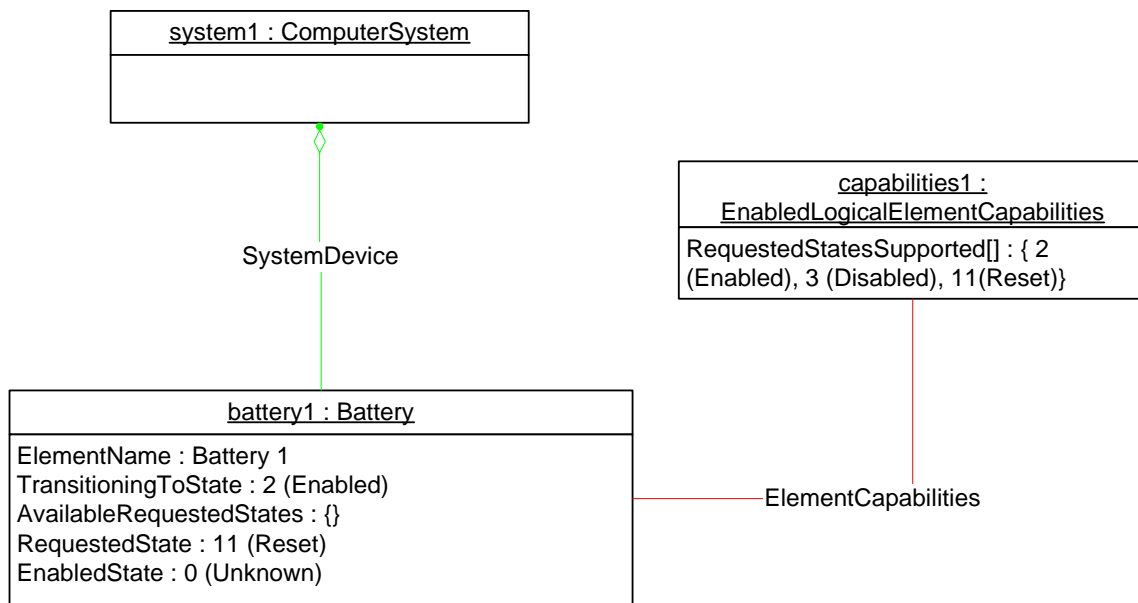 system1 : ComputerSystem
capabilities1 :
EnabledLogicalElementCapabilities
RequestedStatesSupported[] : { 2
(Enabled), 3 (Disabled), 11(Reset)}
SystemDevice
battery1 : Battery
ElementName : Battery 1
TransitioningToState : 2 (Enabled)
AvailableRequestedStates : {}
RequestedState : 11 (Reset)
EnabledState : 0 (Unknown)
ElementCapabilities